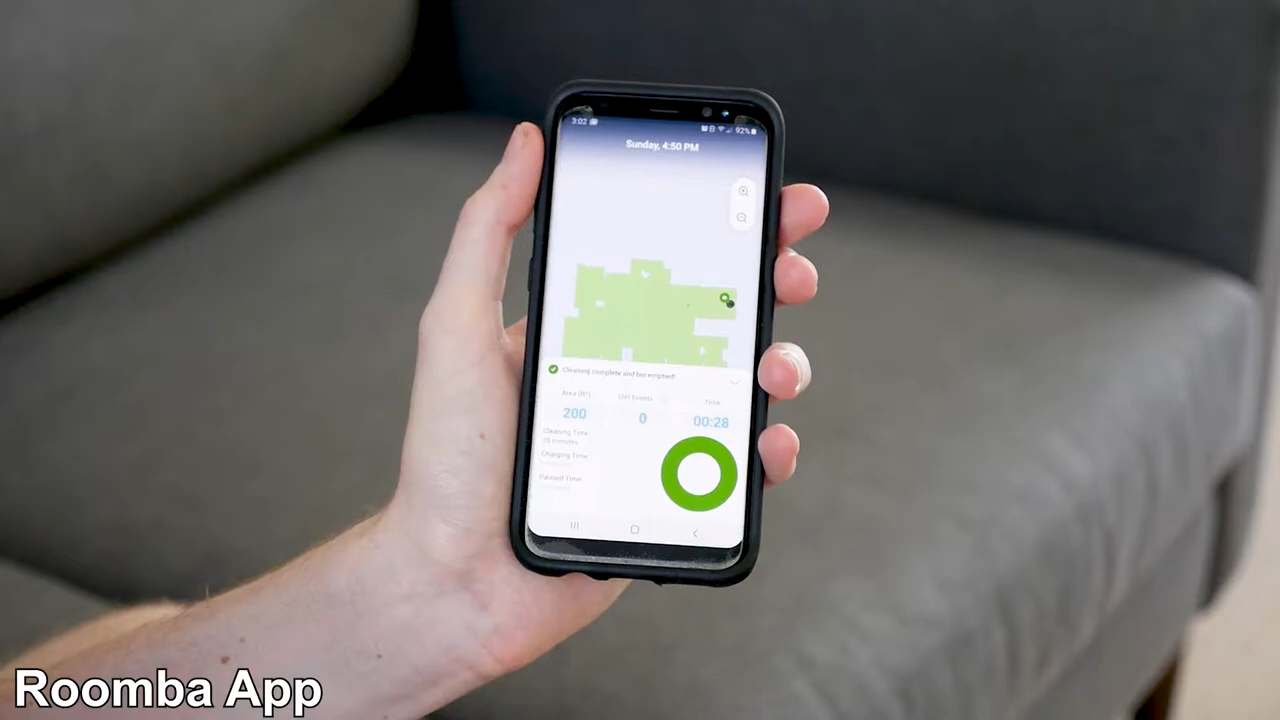 3:02
92%
Sunday, 4:50 PM
Cleaning complete and bin emptied!
Area (ft²) Dirt Events Time
200 0 00:28
Cleaning Time
minutes
Charging Time
Paused Time
Roomba App